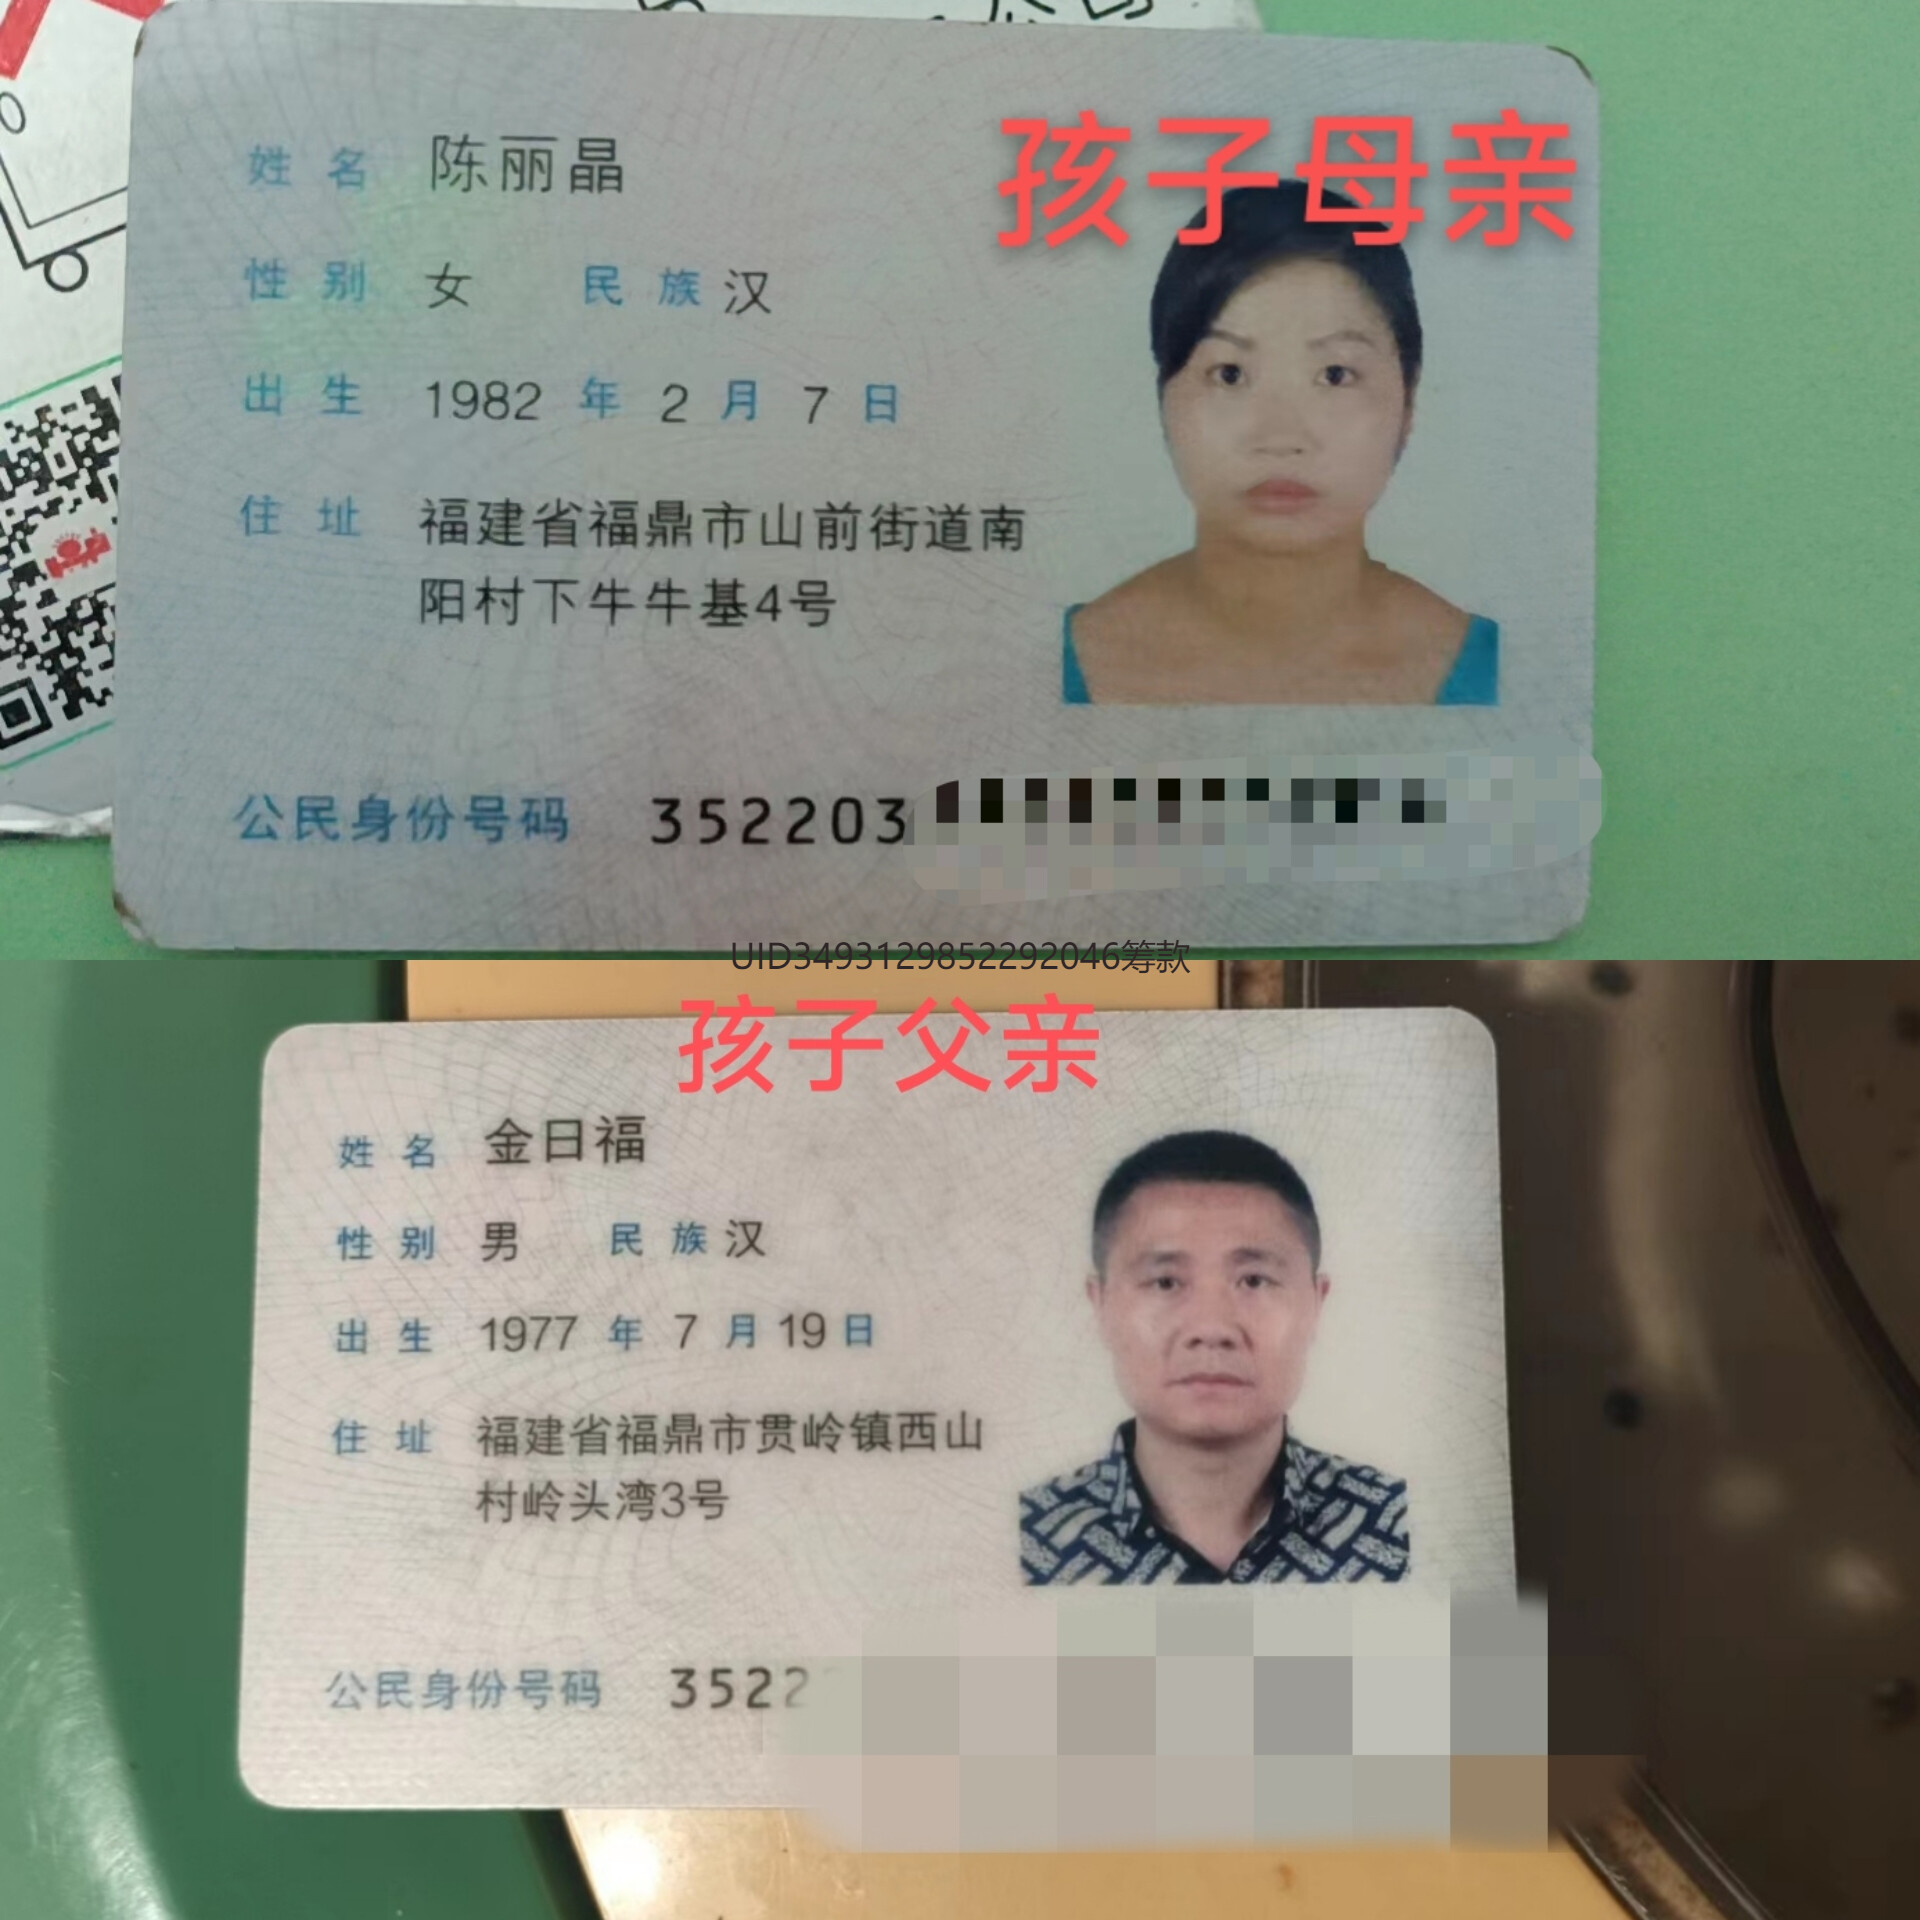 孩子母亲
姓名 陈丽晶
性别 女 民族 汉
出生 1982 年 2 月 7 日
住址 福建省福鼎市山前街道南
阳村下牛牛基4号
公民身份号码 352203
UID3493129852292046筹款
孩子父亲
姓名 金日福
性别 男 民族 汉
出生 1977 年 7 月 19 日
住址 福建省福鼎市贯岭镇西山
村岭头湾3号
公民身份号码 3522